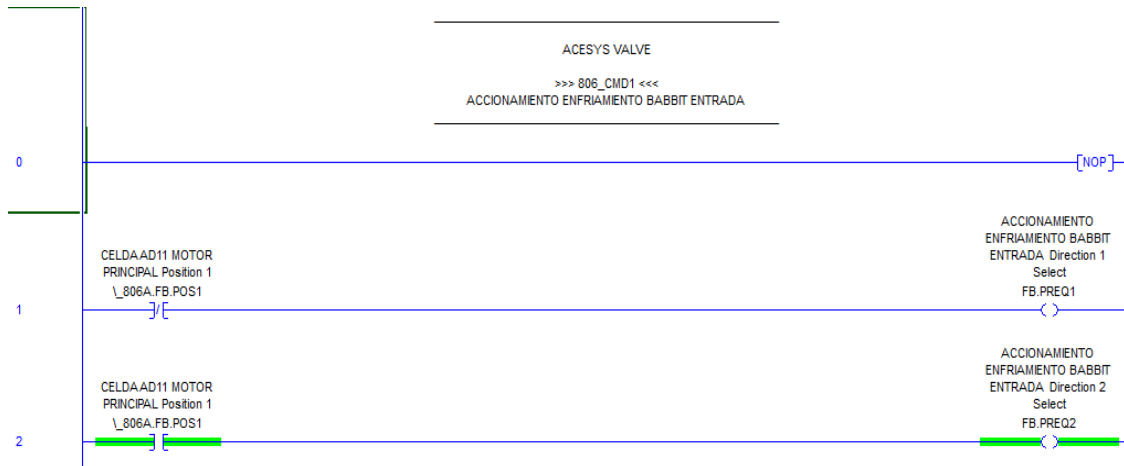 ACESYS VALVE
>>> 806_CMD1 <<<
ACCIONAMIENTO ENFRIAMIENTO BABBIT ENTRADA
0
[NOP]
CELDA AD11 MOTOR
PRINCIPAL Position 1
\_806A.FB.POS1
ACCIONAMIENTO
ENFRIAMIENTO BABBIT
ENTRADA Direction 1
Select
FB.PREQ1
1
CELDA AD11 MOTOR
PRINCIPAL Position 1
\_806A.FB.POS1
ACCIONAMIENTO
ENFRIAMIENTO BABBIT
ENTRADA Direction 2
Select
FB.PREQ2
2